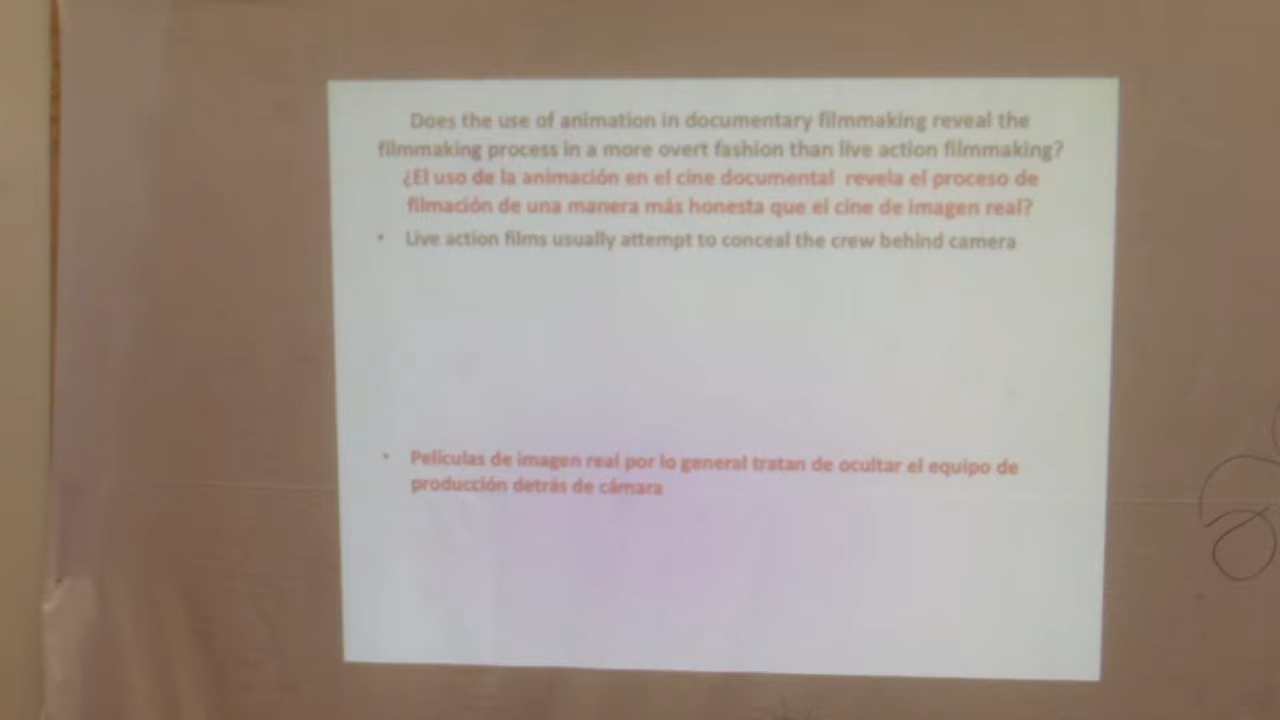 Does the use of animation in documentary filmmaking reveal the
filmmaking process in a more overt fashion than live action filmmaking?
¿El uso de la animación en el cine documental revela el proceso de
filmación de una manera más honesta que el cine de imagen real?
• Live action films usually attempt to conceal the crew behind camera
• Películas de imagen real por lo general tratan de ocultar el equipo de
producción detrás de cámara